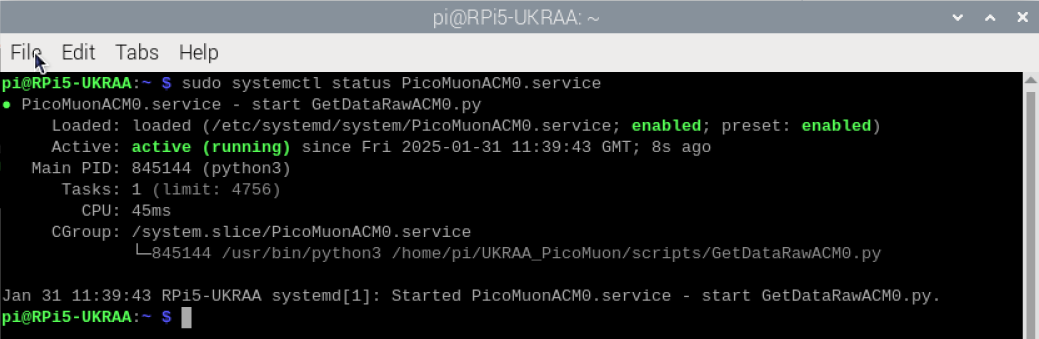 pi@RPi5-UKRAA: ~
File Edit Tabs Help
pi@RPi5-UKRAA:~ $ sudo systemctl status PicoMuonACM0.service
● PicoMuonACM0.service - start GetDataRawACM0.py
Loaded: loaded (/etc/systemd/system/PicoMuonACM0.service; enabled; preset: enabled)
Active: active (running) since Fri 2025-01-31 11:39:43 GMT; 8s ago
Main PID: 845144 (python3)
Tasks: 1 (limit: 4756)
CPU: 45ms
CGroup: /system.slice/PicoMuonACM0.service
└─845144 /usr/bin/python3 /home/pi/UKRAA_PicoMuon/scripts/GetDataRawACM0.py
Jan 31 11:39:43 RPi5-UKRAA systemd[1]: Started PicoMuonACM0.service - start GetDataRawACM0.py.
pi@RPi5-UKRAA:~ $